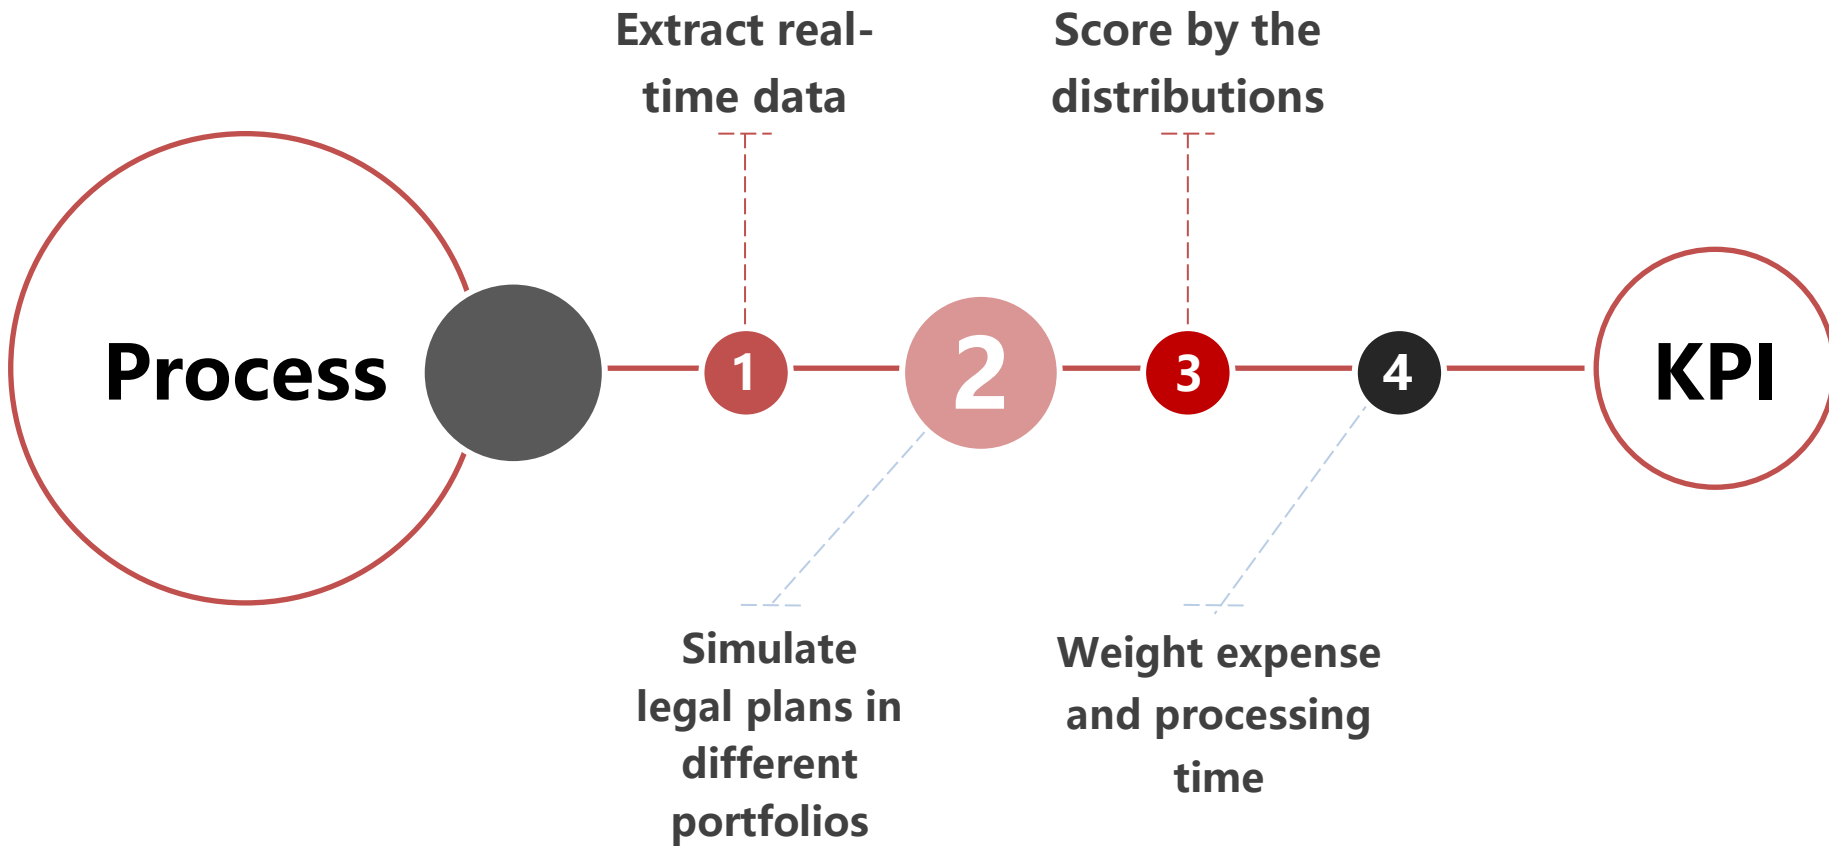 Extract real-
time data
Score by the
distributions
Process
1
2
3
4
KPI
Simulate
legal plans in
different
portfolios
Weight expense
and processing
time